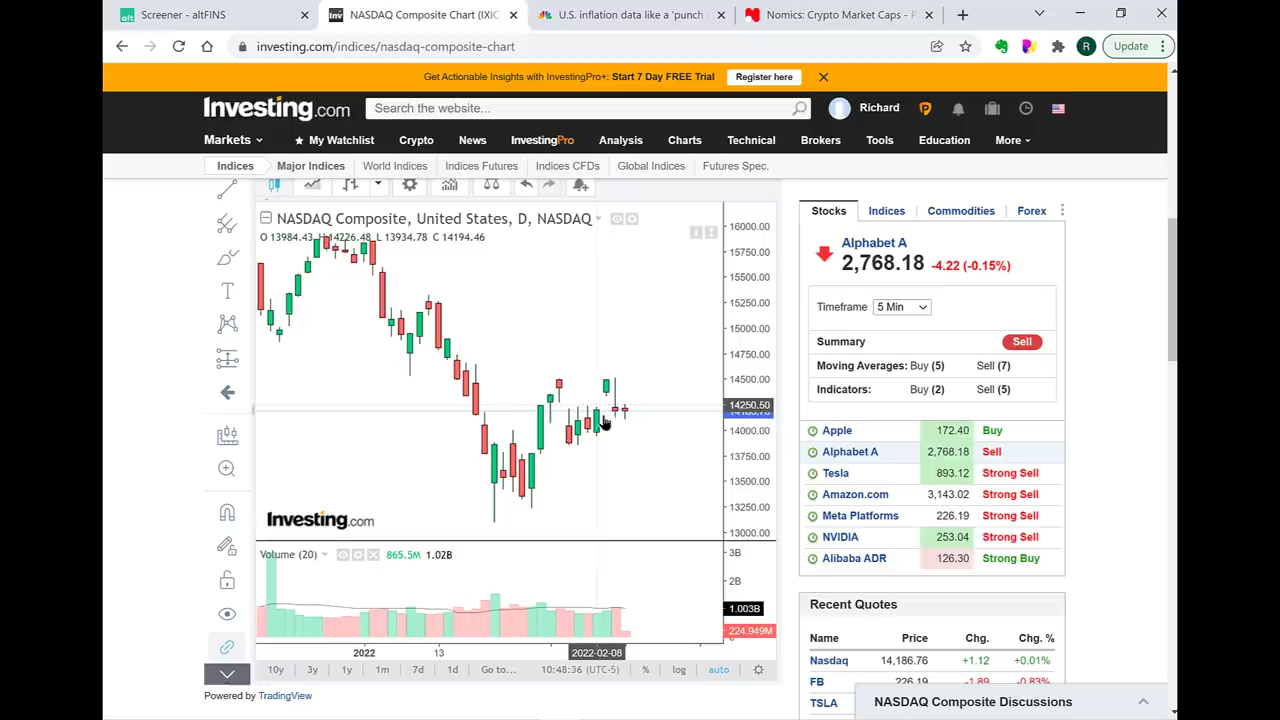 Screener - altFINS
NASDAQ Composite Chart (IXIC
U.S. inflation data like a 'punch
Nomics: Crypto Market Caps - P
investing.com/indices/nasdaq-composite-chart
R
Update
Get Actionable Insights with InvestingPro+: Start 7 Day FREE Trial
Register here
Investing.com
Search the website...
Richard
Markets
My Watchlist
Crypto
News
InvestingPro
Analysis
Charts
Technical
Brokers
Tools
Education
More
Indices
Major Indices
World Indices
Indices Futures
Indices CFDs
Global Indices
Futures Spec.
NASDAQ Composite, United States, D, NASDAQ
O 13984.43 H 14226.48 L 13934.78 C 14194.46
16000.00
15750.00
15500.00
15250.00
15000.00
14750.00
14500.00
14250.50
14000.00
13750.00
13500.00
13250.00
13000.00
Investing.com
Volume (20) 865.5M 1.02B
3B
2B
1.003B
224.949M
2022 13 2022-02-08
10y 3y 1y 1m 7d 1d Go to... 10:48:36 (UTC-5) % log auto
Powered by TradingView
Stocks Indices Commodities Forex
Alphabet A
2,768.18 -4.22 (-0.15%)
Timeframe 5 Min
Summary Sell
Moving Averages: Buy (5) Sell (7)
Indicators: Buy (2) Sell (5)
Apple 172.40 Buy
Alphabet A 2,768.18 Sell
Tesla 893.12 Strong Sell
Amazon.com 3,143.02 Strong Sell
Meta Platforms 226.19 Strong Sell
NVIDIA 253.04 Strong Sell
Alibaba ADR 126.30 Strong Buy
Recent Quotes
Name Price Chg. Chg. %
Nasdaq 14,186.76 +1.12 +0.01%
FB 226.19 -1.89 -0.83%
TSLA
NASDAQ Composite Discussions